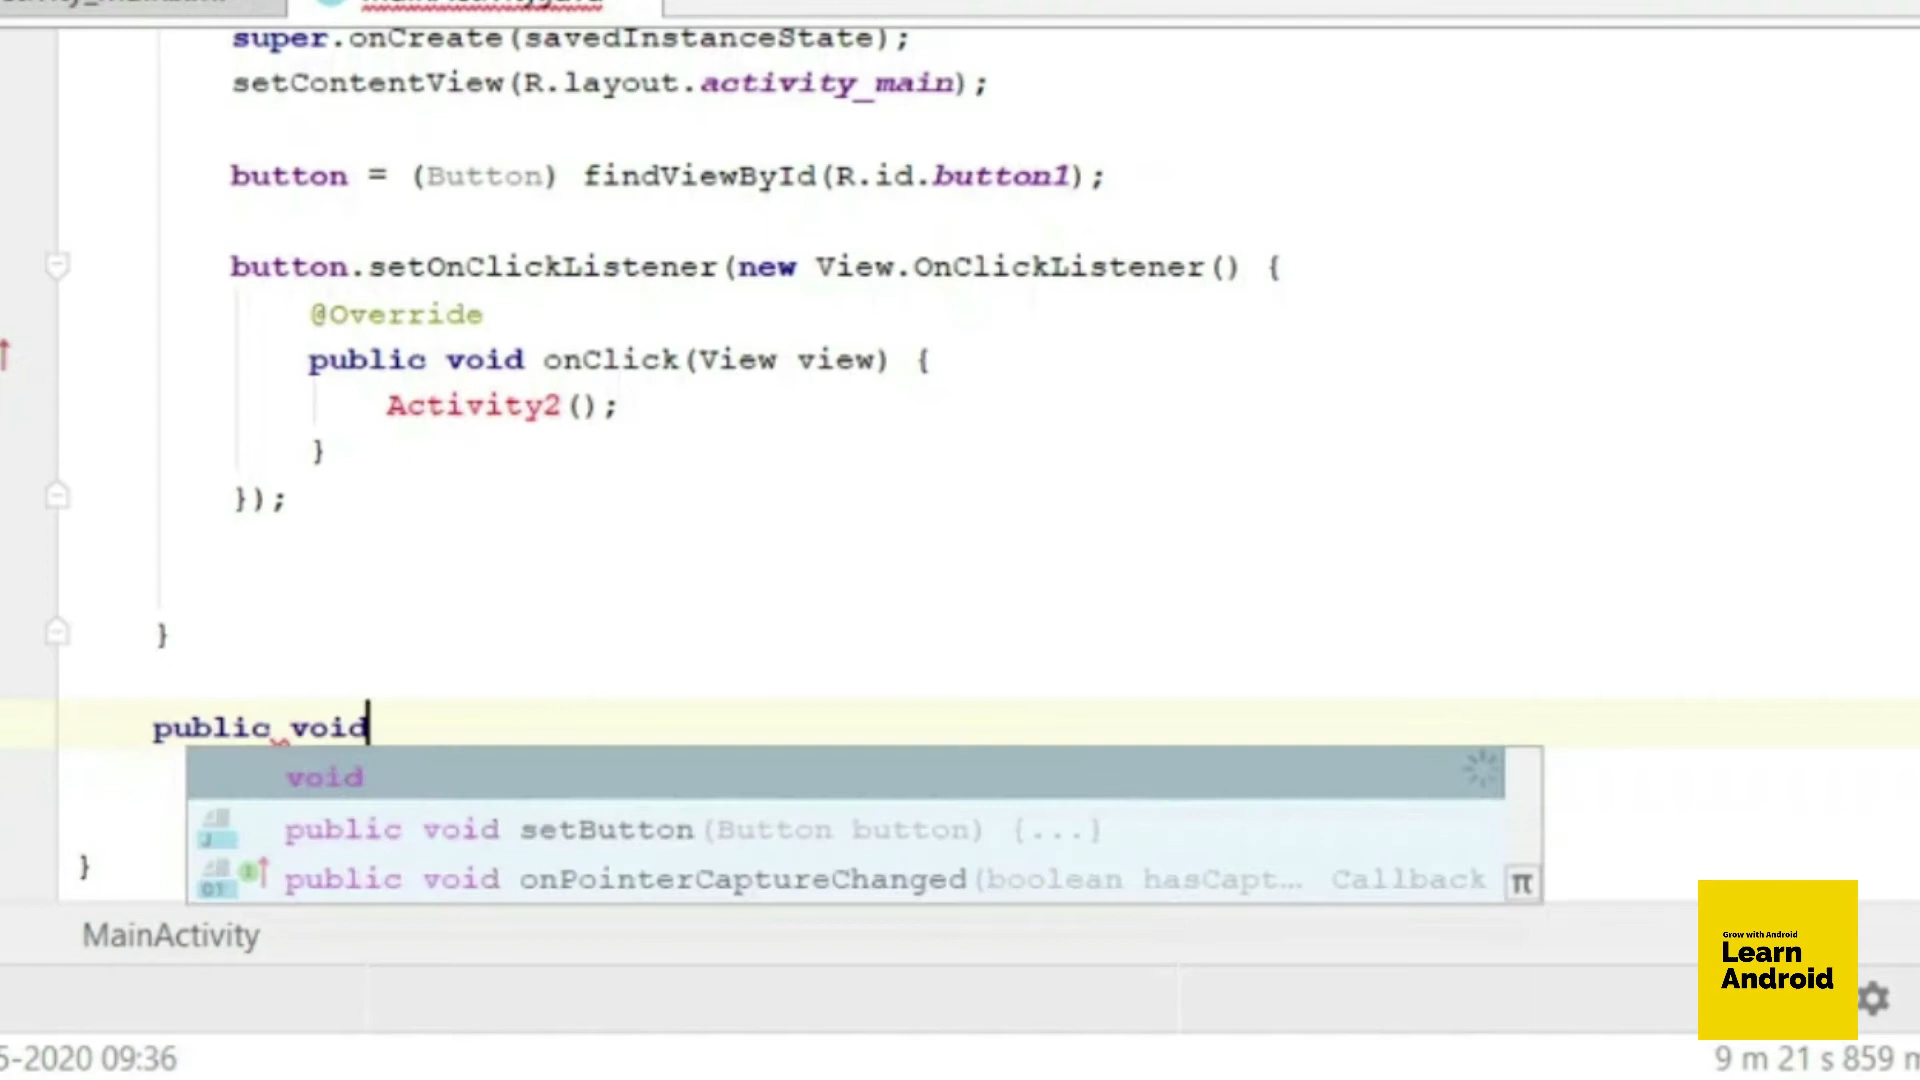 super.onCreate(savedInstanceState);
setContentView(R.layout.activity_main);
button = (Button) findViewById(R.id.button1);
button.setOnClickListener(new View.OnClickListener() {
@Override
public void onClick(View view) {
Activity2();
}
});
}
public void
void
public void setButton(Button button) {...}
public void onPointerCaptureChanged(boolean hasCapt... Callback π
}
MainActivity
Grow with Android
Learn
Android
5-2020 09:36
9 m 21 s 859 m